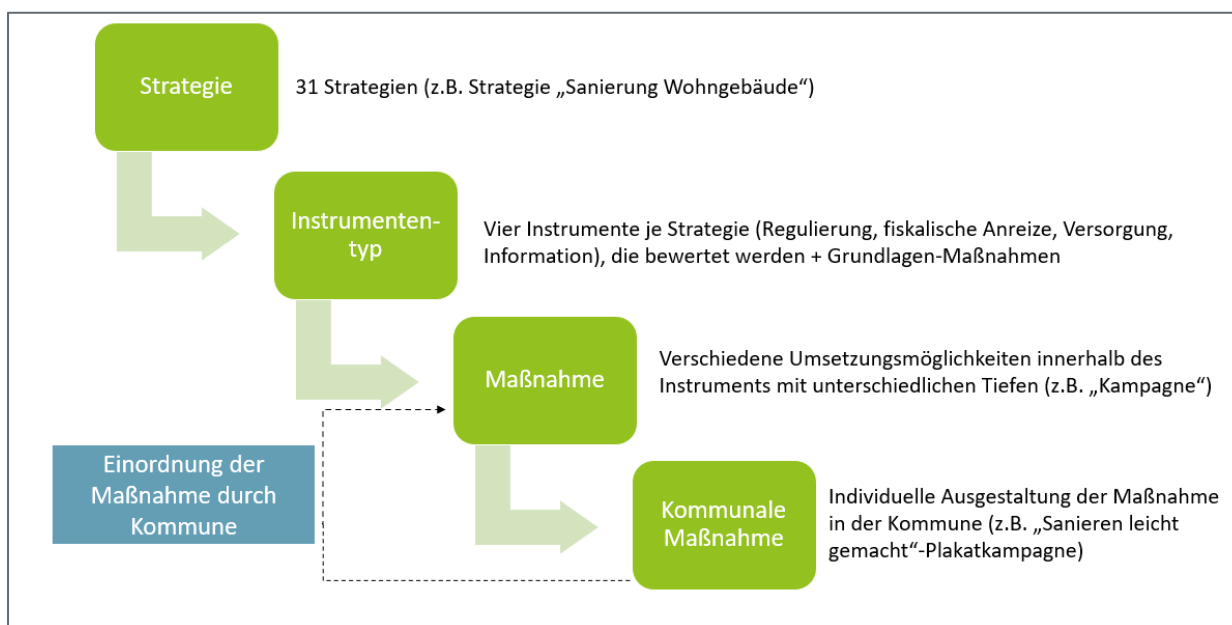 Strategie
31 Strategien (z.B. Strategie „Sanierung Wohngebäude“)
Instrumenten-
typ
Vier Instrumente je Strategie (Regulierung, fiskalische Anreize, Versorgung,
Information), die bewertet werden + Grundlagen-Maßnahmen
Maßnahme
Verschiedene Umsetzungsmöglichkeiten innerhalb des
Instruments mit unterschiedlichen Tiefen (z.B. „Kampagne“)
Einordnung der
Maßnahme durch
Kommune
Kommunale
Maßnahme
Individuelle Ausgestaltung der Maßnahme
in der Kommune (z.B. „Sanieren leicht
gemacht“-Plakatkampagne)